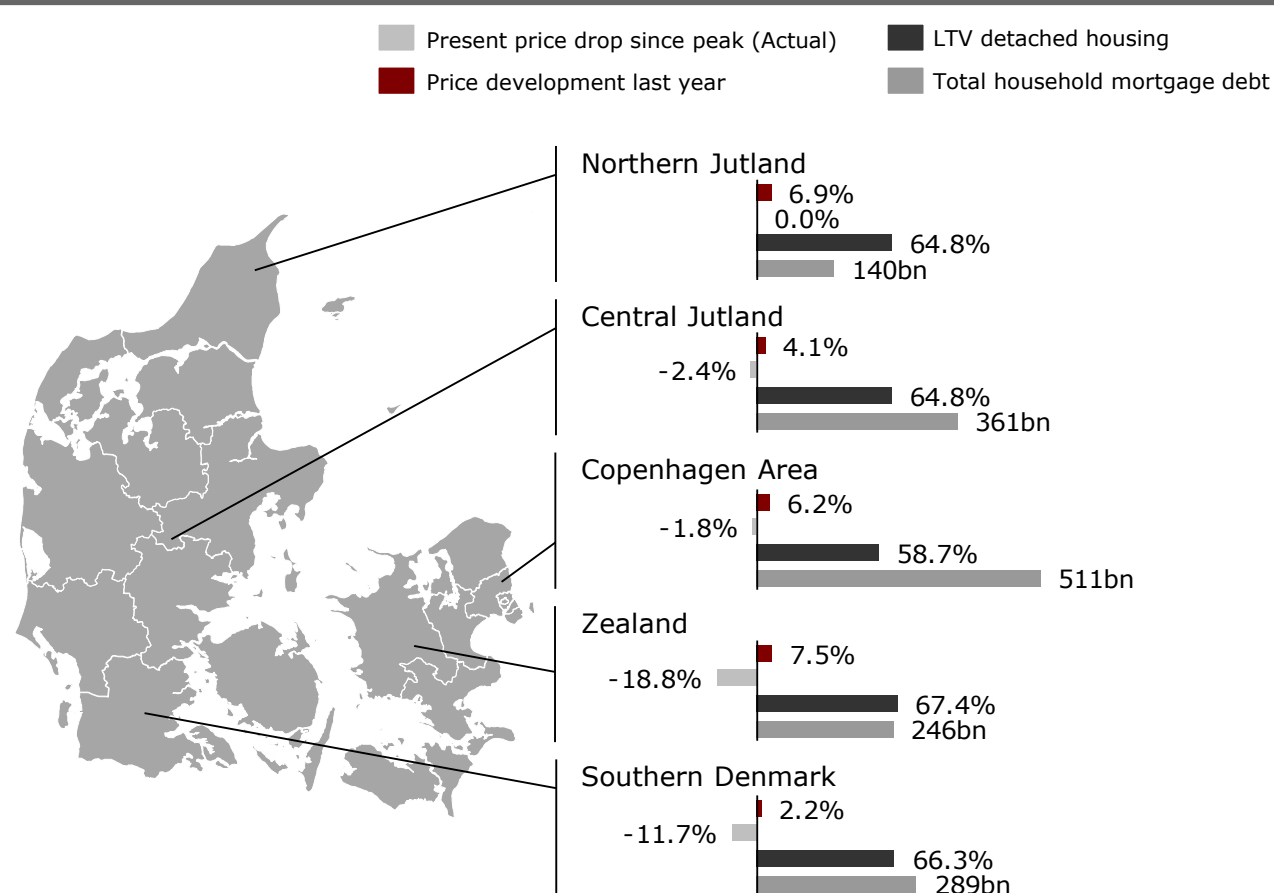 Present price drop since peak (Actual)
LTV detached housing
Price development last year
Total household mortgage debt
Northern Jutland
6.9%
0.0%
64.8%
140bn
Central Jutland
4.1%
-2.4%
64.8%
361bn
Copenhagen Area
6.2%
-1.8%
58.7%
511bn
Zealand
7.5%
-18.8%
67.4%
246bn
Southern Denmark
2.2%
-11.7%
66.3%
289bn